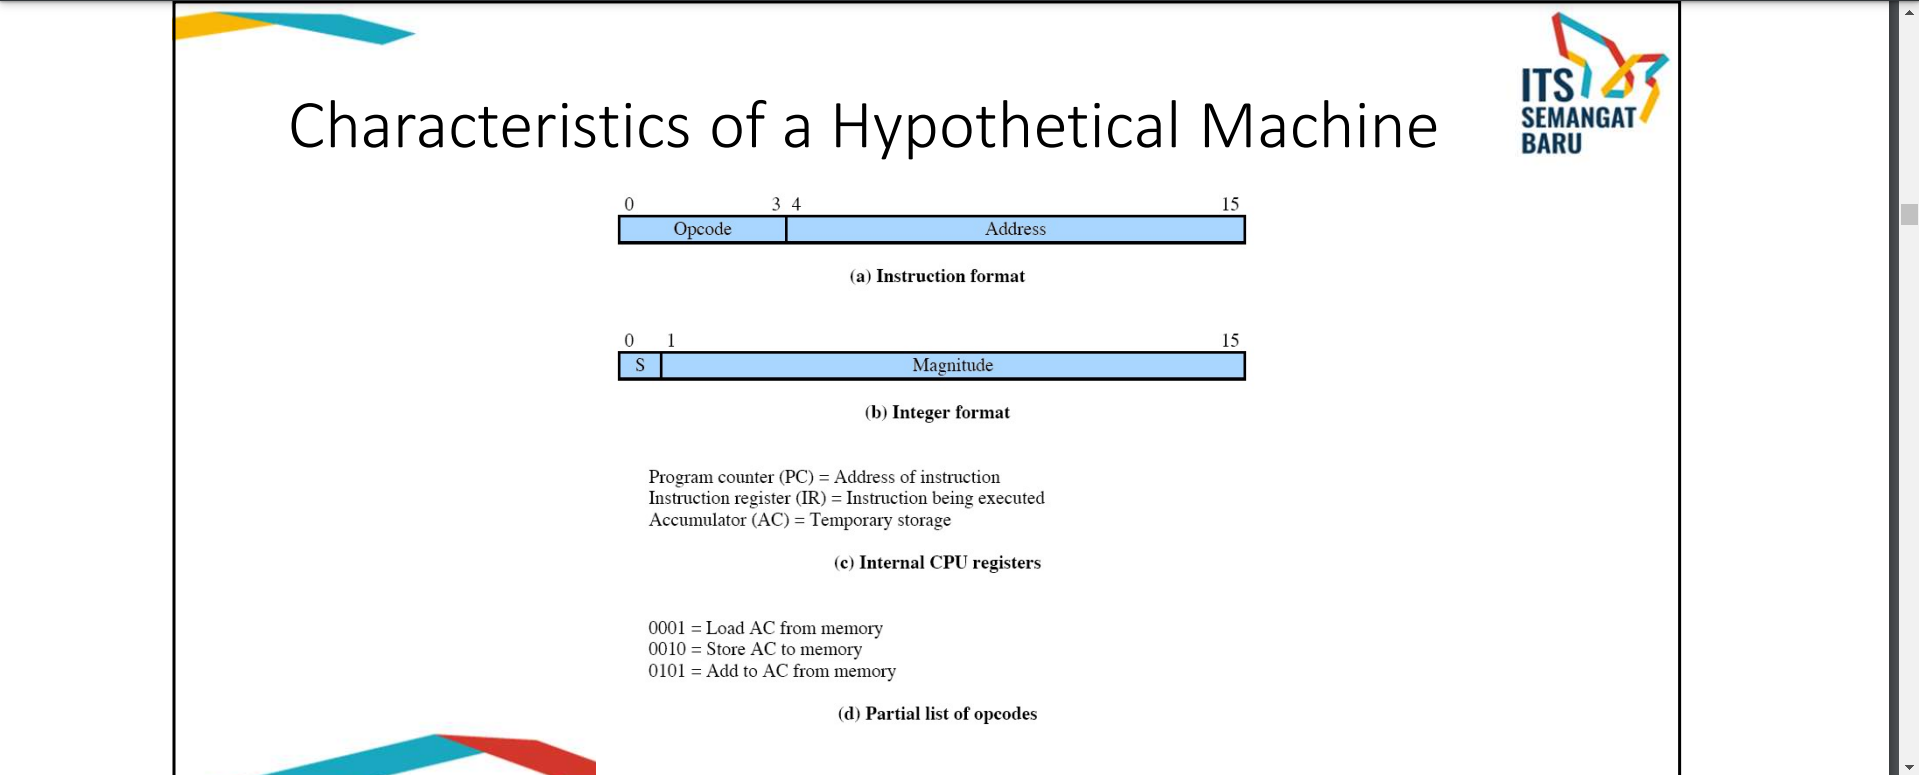 ITS
SEMANGAT
BARU
Characteristics of a Hypothetical Machine
0 3 4 15
Opcode Address
(a) Instruction format
0 1 15
S Magnitude
(b) Integer format
Program counter (PC) = Address of instruction
Instruction register (IR) = Instruction being executed
Accumulator (AC) = Temporary storage
(c) Internal CPU registers
0001 = Load AC from memory
0010 = Store AC to memory
0101 = Add to AC from memory
(d) Partial list of opcodes